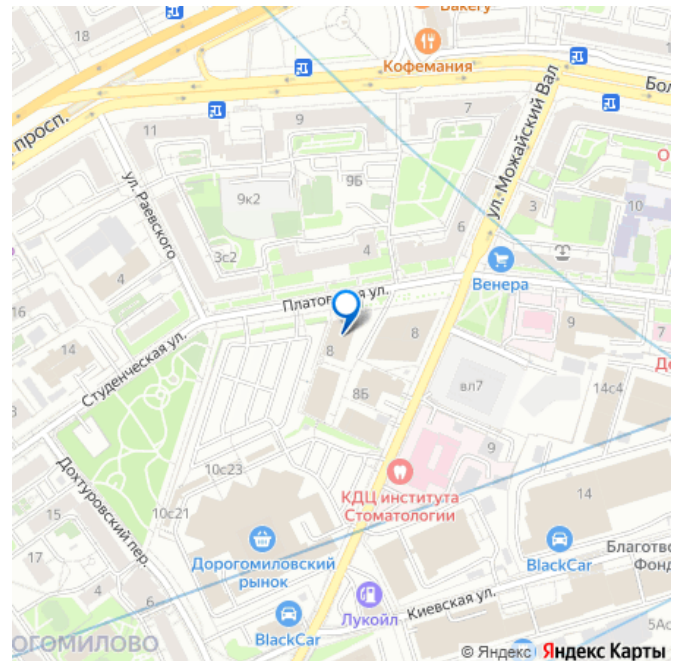 18
Bakery
Кофемания
15
просп.
Бол
11
9
7
ул. Можайский Вал
ул. Раевского
9к2
9Б
3с2
4
6
3
10
О
Венера
4
16
Платовская ул.
8
8
9
7
14
Студенческая ул.
8Б
вл7
14с4
До
9
10с23
КДЦ института
Стоматологии
14
15
10с21
Дохтуровский пер.
17
Дорогомиловский
рынок
BlackCar
Благотво
Фонд
4
6
Лукойл
Киевская ул.
BlackCar
5Ас
ОГОМИЛОВО
© Яндекс
Яндекс Карты